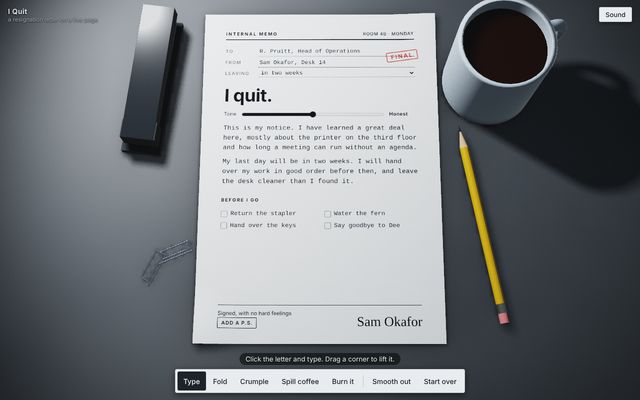 I Quit
a resignation letter on a live page
Sound
INTERNAL MEMO
ROOM 40 · MONDAY
TO
R. Pruitt, Head of Operations
FROM
Sam Okafor, Desk 14
FINAL
LEAVING
in two weeks
I quit.
Tone
Honest
This is my notice. I have learned a great deal
here, mostly about the printer on the third floor
and how long a meeting can run without an agenda.
My last day will be in two weeks. I will hand
over my work in good order before then, and leave
the desk cleaner than I found it.
BEFORE I GO
Return the stapler
Water the fern
Hand over the keys
Say goodbye to Dee
Signed, with no hard feelings
ADD A P.S.
Sam Okafor
Click the letter and type. Drag a corner to lift it.
Type
Fold
Crumple
Spill coffee
Burn it
Smooth out
Start over